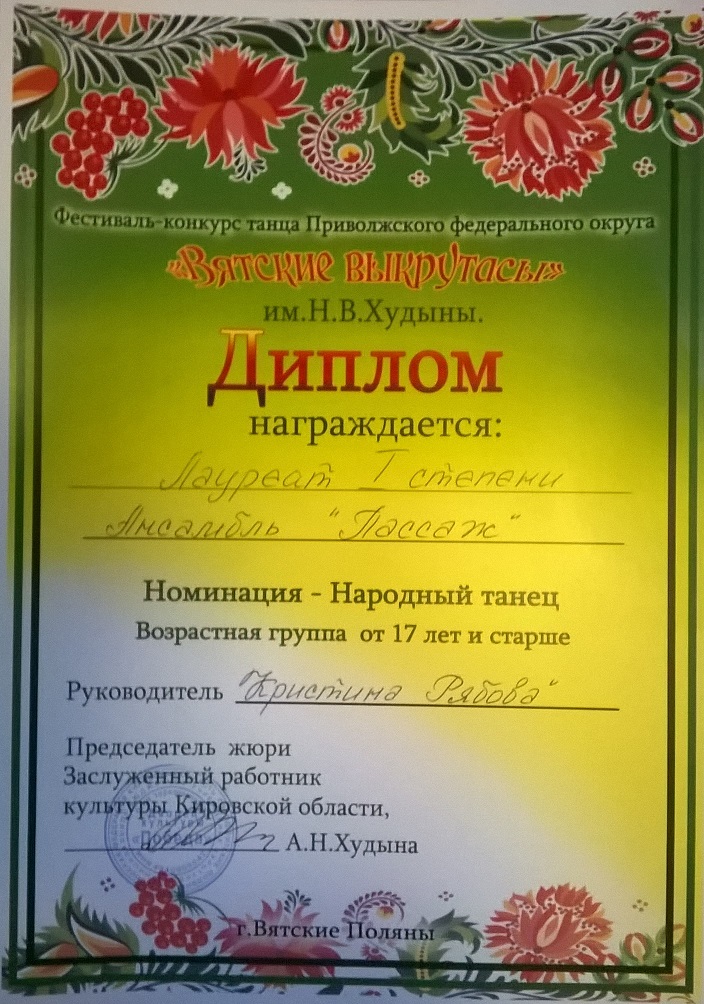 Фестиваль-конкурс танца Приволжского федерального округа
«Вятские выкрутасы»
им.Н.В.Худыны.
Диплом
награждается:
Лауреат I степени
Ансамбль "Пассаж"
Номинация - Народный танец
Возрастная группа от 17 лет и старше
Руководитель "Кристина Рябова"
Председатель жюри
Заслуженный работник
культуры Кировской области,
А.Н.Худына
г.Вятские Поляны